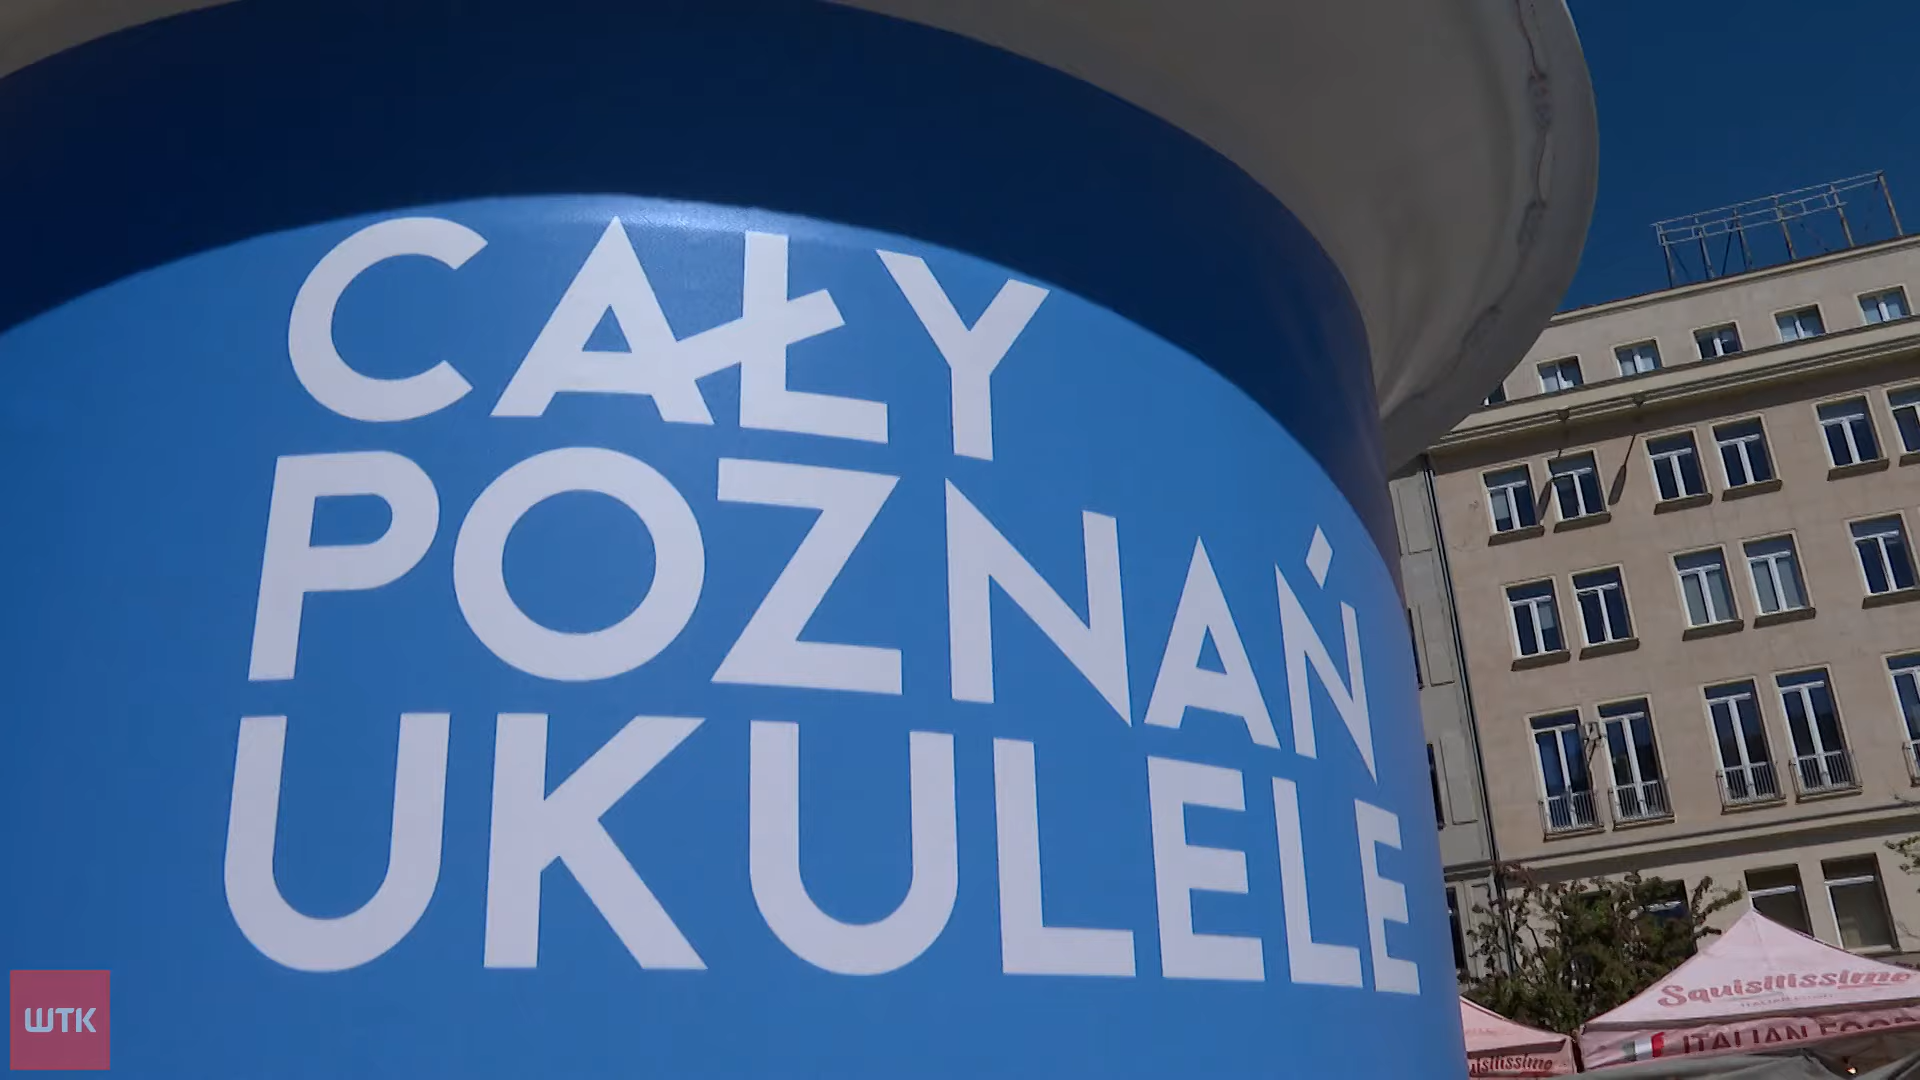 CAŁY
POZNAŃ
UKULELE
Squisitissimo
ITALIAN FOOD
WTK